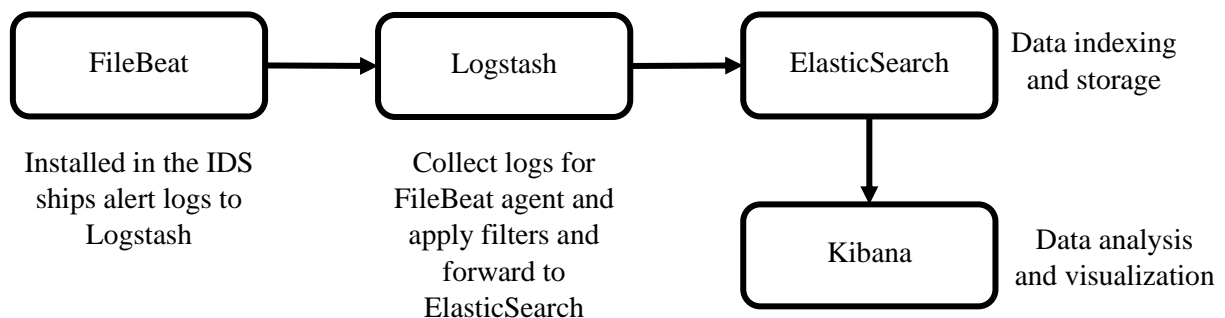 FileBeat
Logstash
ElasticSearch
Data indexing
and storage
Installed in the IDS
ships alert logs to
Logstash
Collect logs for
FileBeat agent and
apply filters and
forward to
ElasticSearch
Kibana
Data analysis
and visualization